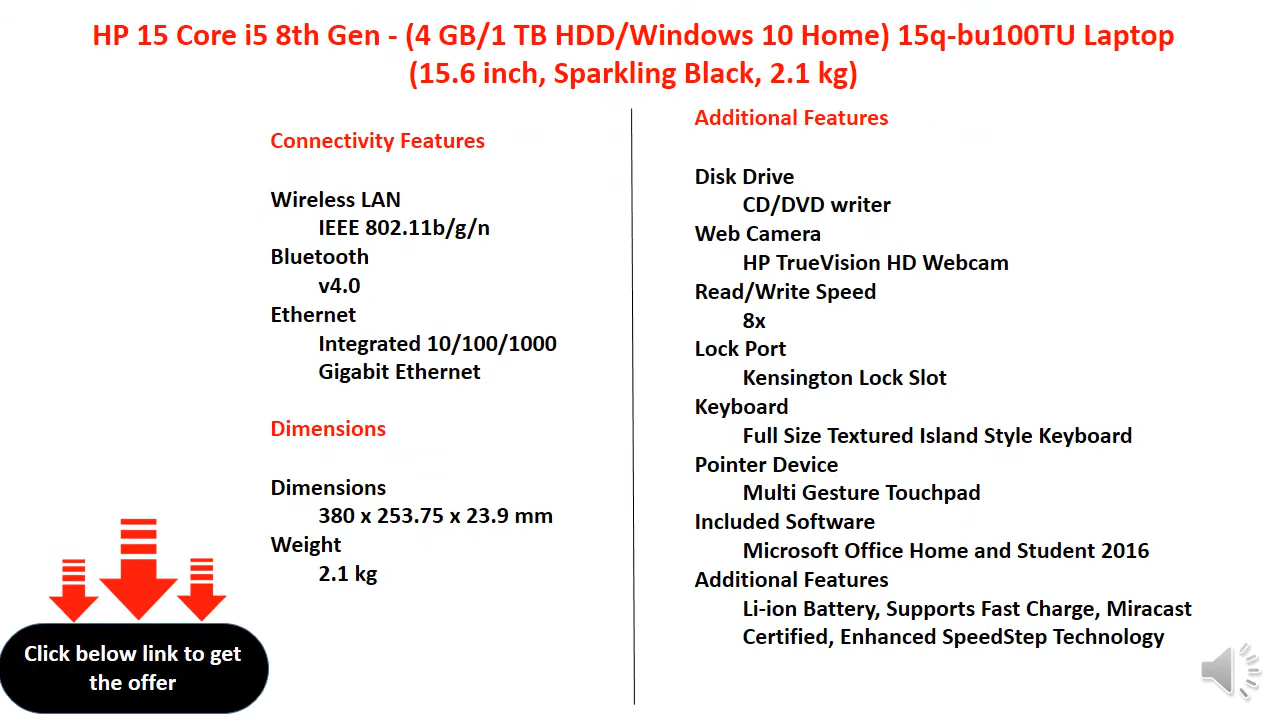 HP 15 Core i5 8th Gen - (4 GB/1 TB HDD/Windows 10 Home) 15q-bu100TU Laptop
(15.6 inch, Sparkling Black, 2.1 kg)
Connectivity Features
Wireless LAN
IEEE 802.11b/g/n
Bluetooth
v4.0
Ethernet
Integrated 10/100/1000
Gigabit Ethernet
Dimensions
Dimensions
380 x 253.75 x 23.9 mm
Weight
2.1 kg
Click below link to get
the offer
Additional Features
Disk Drive
CD/DVD writer
Web Camera
HP TrueVision HD Webcam
Read/Write Speed
8x
Lock Port
Kensington Lock Slot
Keyboard
Full Size Textured Island Style Keyboard
Pointer Device
Multi Gesture Touchpad
Included Software
Microsoft Office Home and Student 2016
Additional Features
Li-ion Battery, Supports Fast Charge, Miracast
Certified, Enhanced SpeedStep Technology